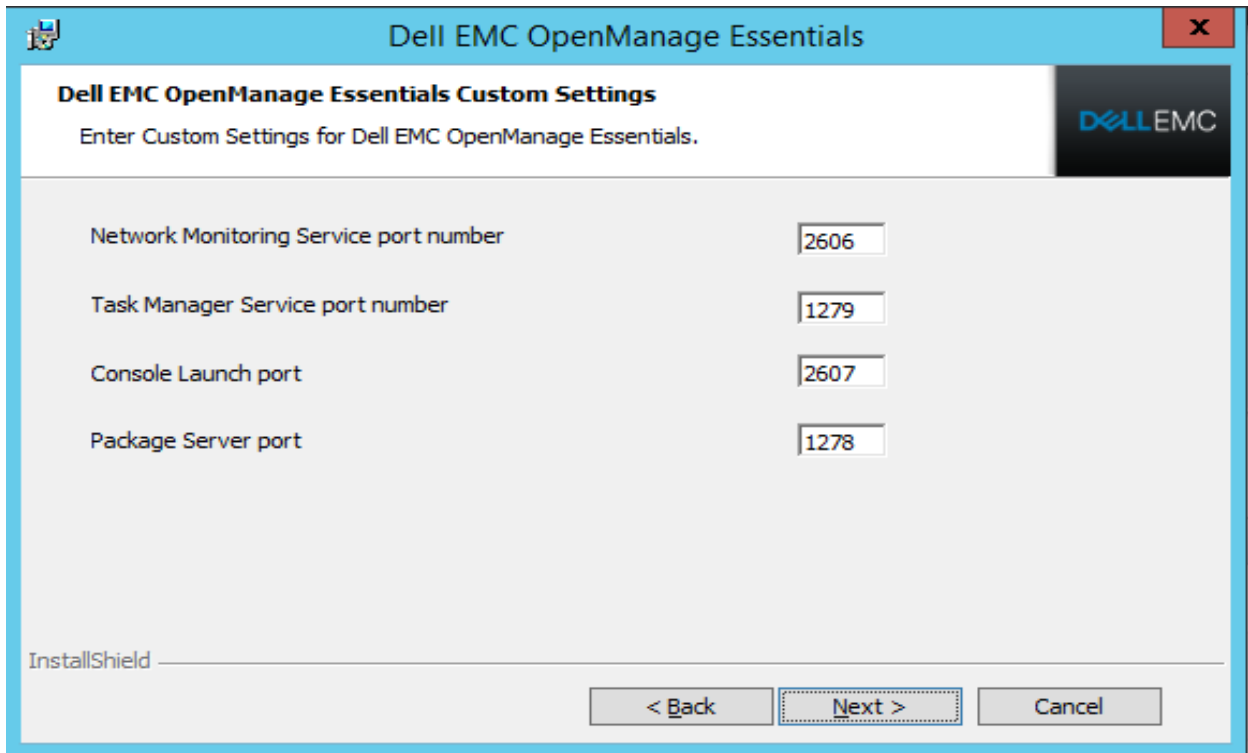 Dell EMC OpenManage Essentials
x
Dell EMC OpenManage Essentials Custom Settings
Enter Custom Settings for Dell EMC OpenManage Essentials.
DELLEMC
Network Monitoring Service port number 2606
Task Manager Service port number 1279
Console Launch port 2607
Package Server port 1278
InstallShield
< Back Next > Cancel